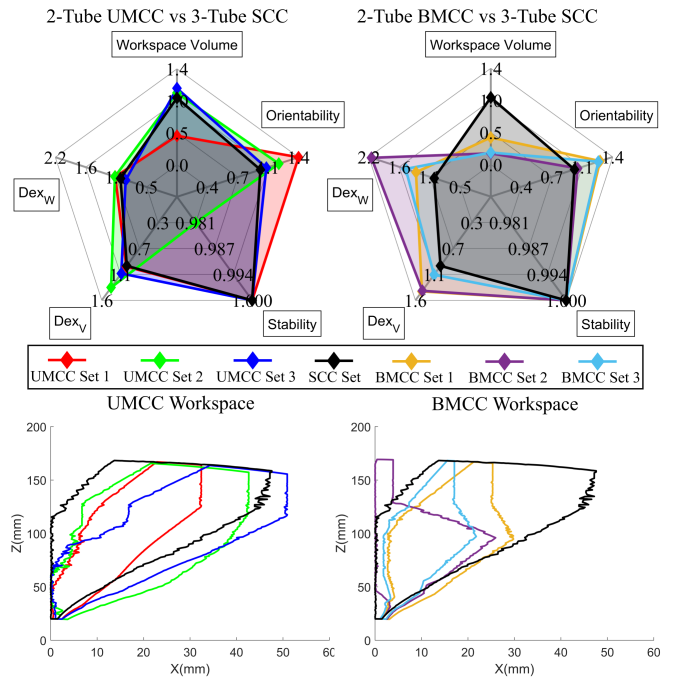 2-Tube UMCC vs 3-Tube SCC
2-Tube BMCC vs 3-Tube SCC
Workspace Volume
1.4
1.0
0.5
0.0
Orientability
1.4
1.1
0.7
0.4
Dex_W
2.2
1.6
1.1
0.5
Dex_V
1.6
1.1
0.7
0.3
Stability
1.000
0.994
0.987
0.981
Workspace Volume
1.4
1.0
0.5
0.0
Orientability
1.4
1.1
0.7
0.4
Dex_W
2.2
1.6
1.1
0.5
Dex_V
1.6
1.1
0.7
0.3
Stability
1.000
0.994
0.987
0.981
UMCC Set 1
UMCC Set 2
UMCC Set 3
SCC Set
BMCC Set 1
BMCC Set 2
BMCC Set 3
UMCC Workspace
Z(mm)
200
150
100
50
0
0 10 20 30 40 50 60
X(mm)
BMCC Workspace
Z(mm)
200
150
100
50
0
0 10 20 30 40 50 60
X(mm)